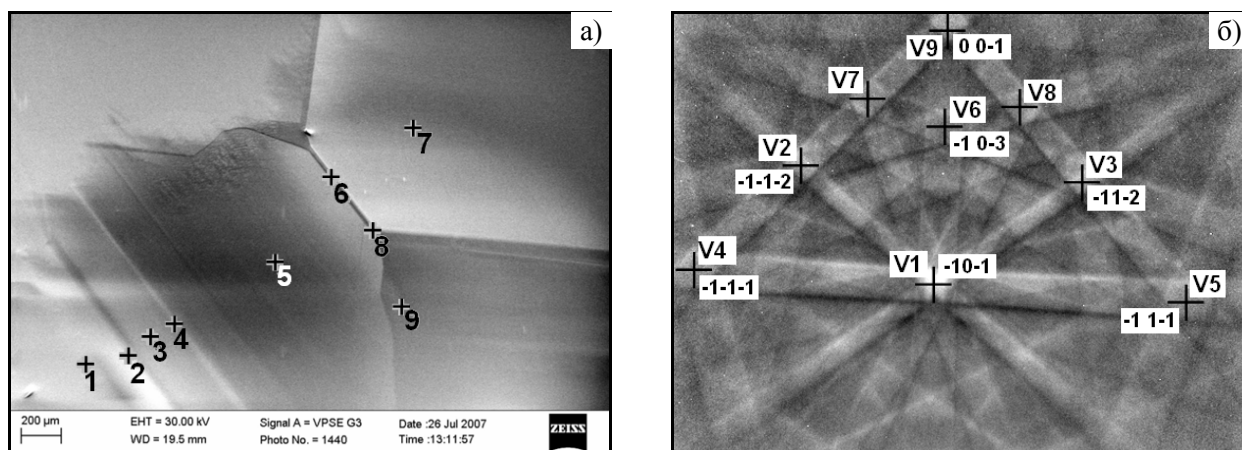 а)
7
6
8
5
9
4
3
2
1
200 µm
EHT = 30.00 kV
Signal A = VPSE G3
Date :26 Jul 2007
WD = 19.5 mm
Photo No. = 1440
Time :13:11:57
ZEISS
б)
V9
0 0-1
V7
V8
V6
-1 0-3
V2
-1-1-2
V3
-11-2
V4
-1-1-1
V1
-10-1
V5
-1 1-1